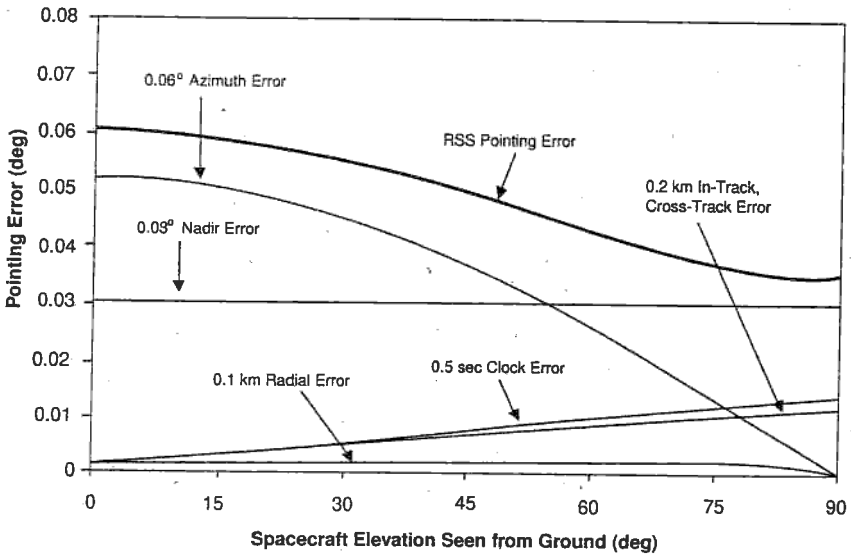 0.08
0.07
0.06
0.05
0.04
0.03
0.02
0.01
0
Pointing Error (deg)
0.06° Azimuth Error
RSS Pointing Error
0.2 km In-Track,
Cross-Track Error
0.03° Nadir Error
0.1 km Radial Error
0.5 sec Clock Error
0 15 30 45 60 75 90
Spacecraft Elevation Seen from Ground (deg)